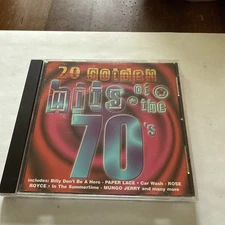 20 Golden
hits of
the
70's
includes: Billy Don't Be A Hero - PAPER LACE • Car Wash - ROSE
ROYCE • In The Summertime - MUNGO JERRY and many more